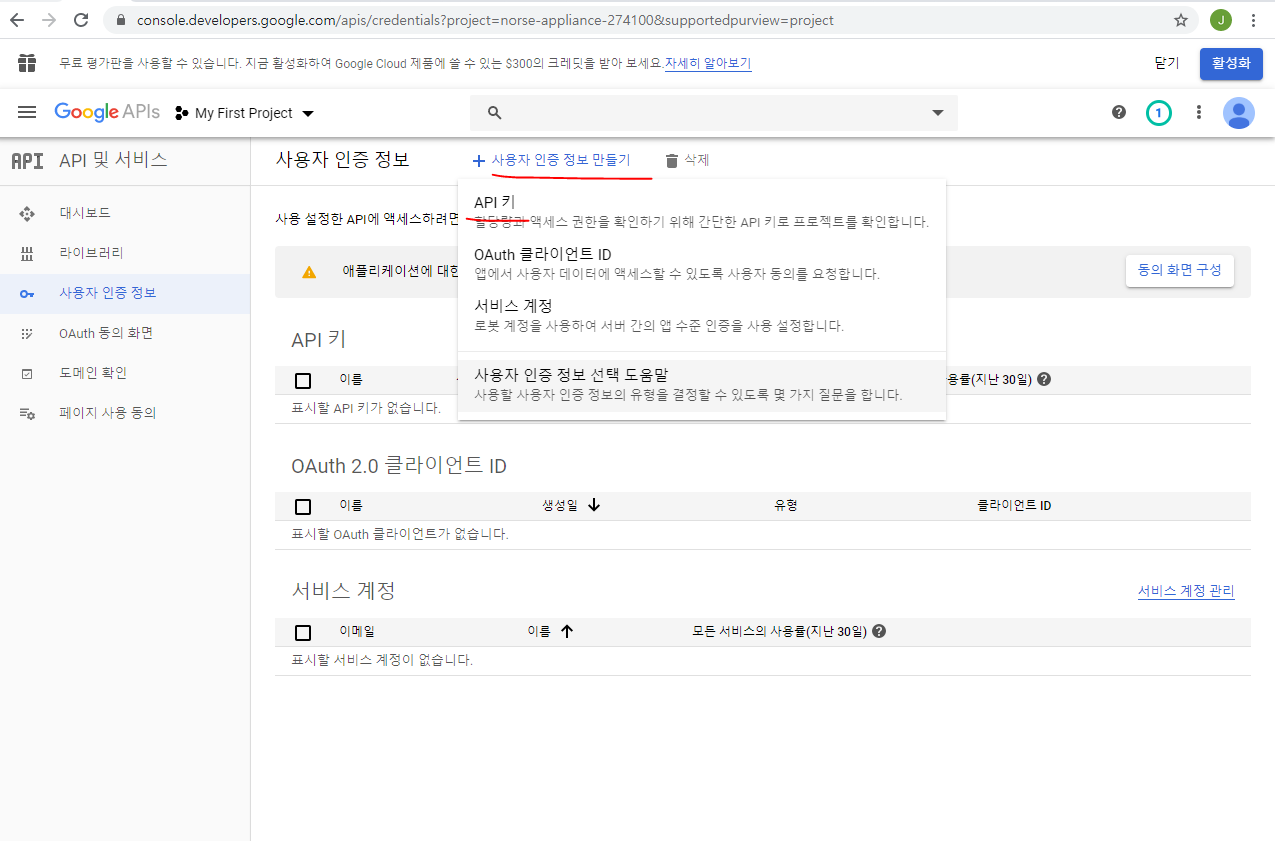 console.developers.google.com/apis/credentials?project=norse-appliance-274100&supportedpurview=project
J
무료 평가판을 사용할 수 있습니다. 지금 활성화하여 Google Cloud 제품에 쓸 수 있는 $300의 크레딧을 받아 보세요.자세히 알아보기
닫기
활성화
Google APIs
My First Project
1
API API 및 서비스
사용자 인증 정보
+ 사용자 인증 정보 만들기
삭제
대시보드
라이브러리
사용자 인증 정보
OAuth 동의 화면
도메인 확인
페이지 사용 동의
사용 설정한 API에 액세스하려면
애플리케이션에 대한
동의 화면 구성
API 키
할당량과 액세스 권한을 확인하기 위해 간단한 API 키로 프로젝트를 확인합니다.
OAuth 클라이언트 ID
앱에서 사용자 데이터에 액세스할 수 있도록 사용자 동의를 요청합니다.
서비스 계정
로봇 계정을 사용하여 서버 간의 앱 수준 인증을 사용 설정합니다.
사용자 인증 정보 선택 도움말
사용할 사용자 인증 정보의 유형을 결정할 수 있도록 몇 가지 질문을 합니다.
API 키
이름
용률(지난 30일)
표시할 API 키가 없습니다.
OAuth 2.0 클라이언트 ID
이름 생성일 유형 클라이언트 ID
표시할 OAuth 클라이언트가 없습니다.
서비스 계정
서비스 계정 관리
이메일 이름 모든 서비스의 사용률(지난 30일)
표시할 서비스 계정이 없습니다.